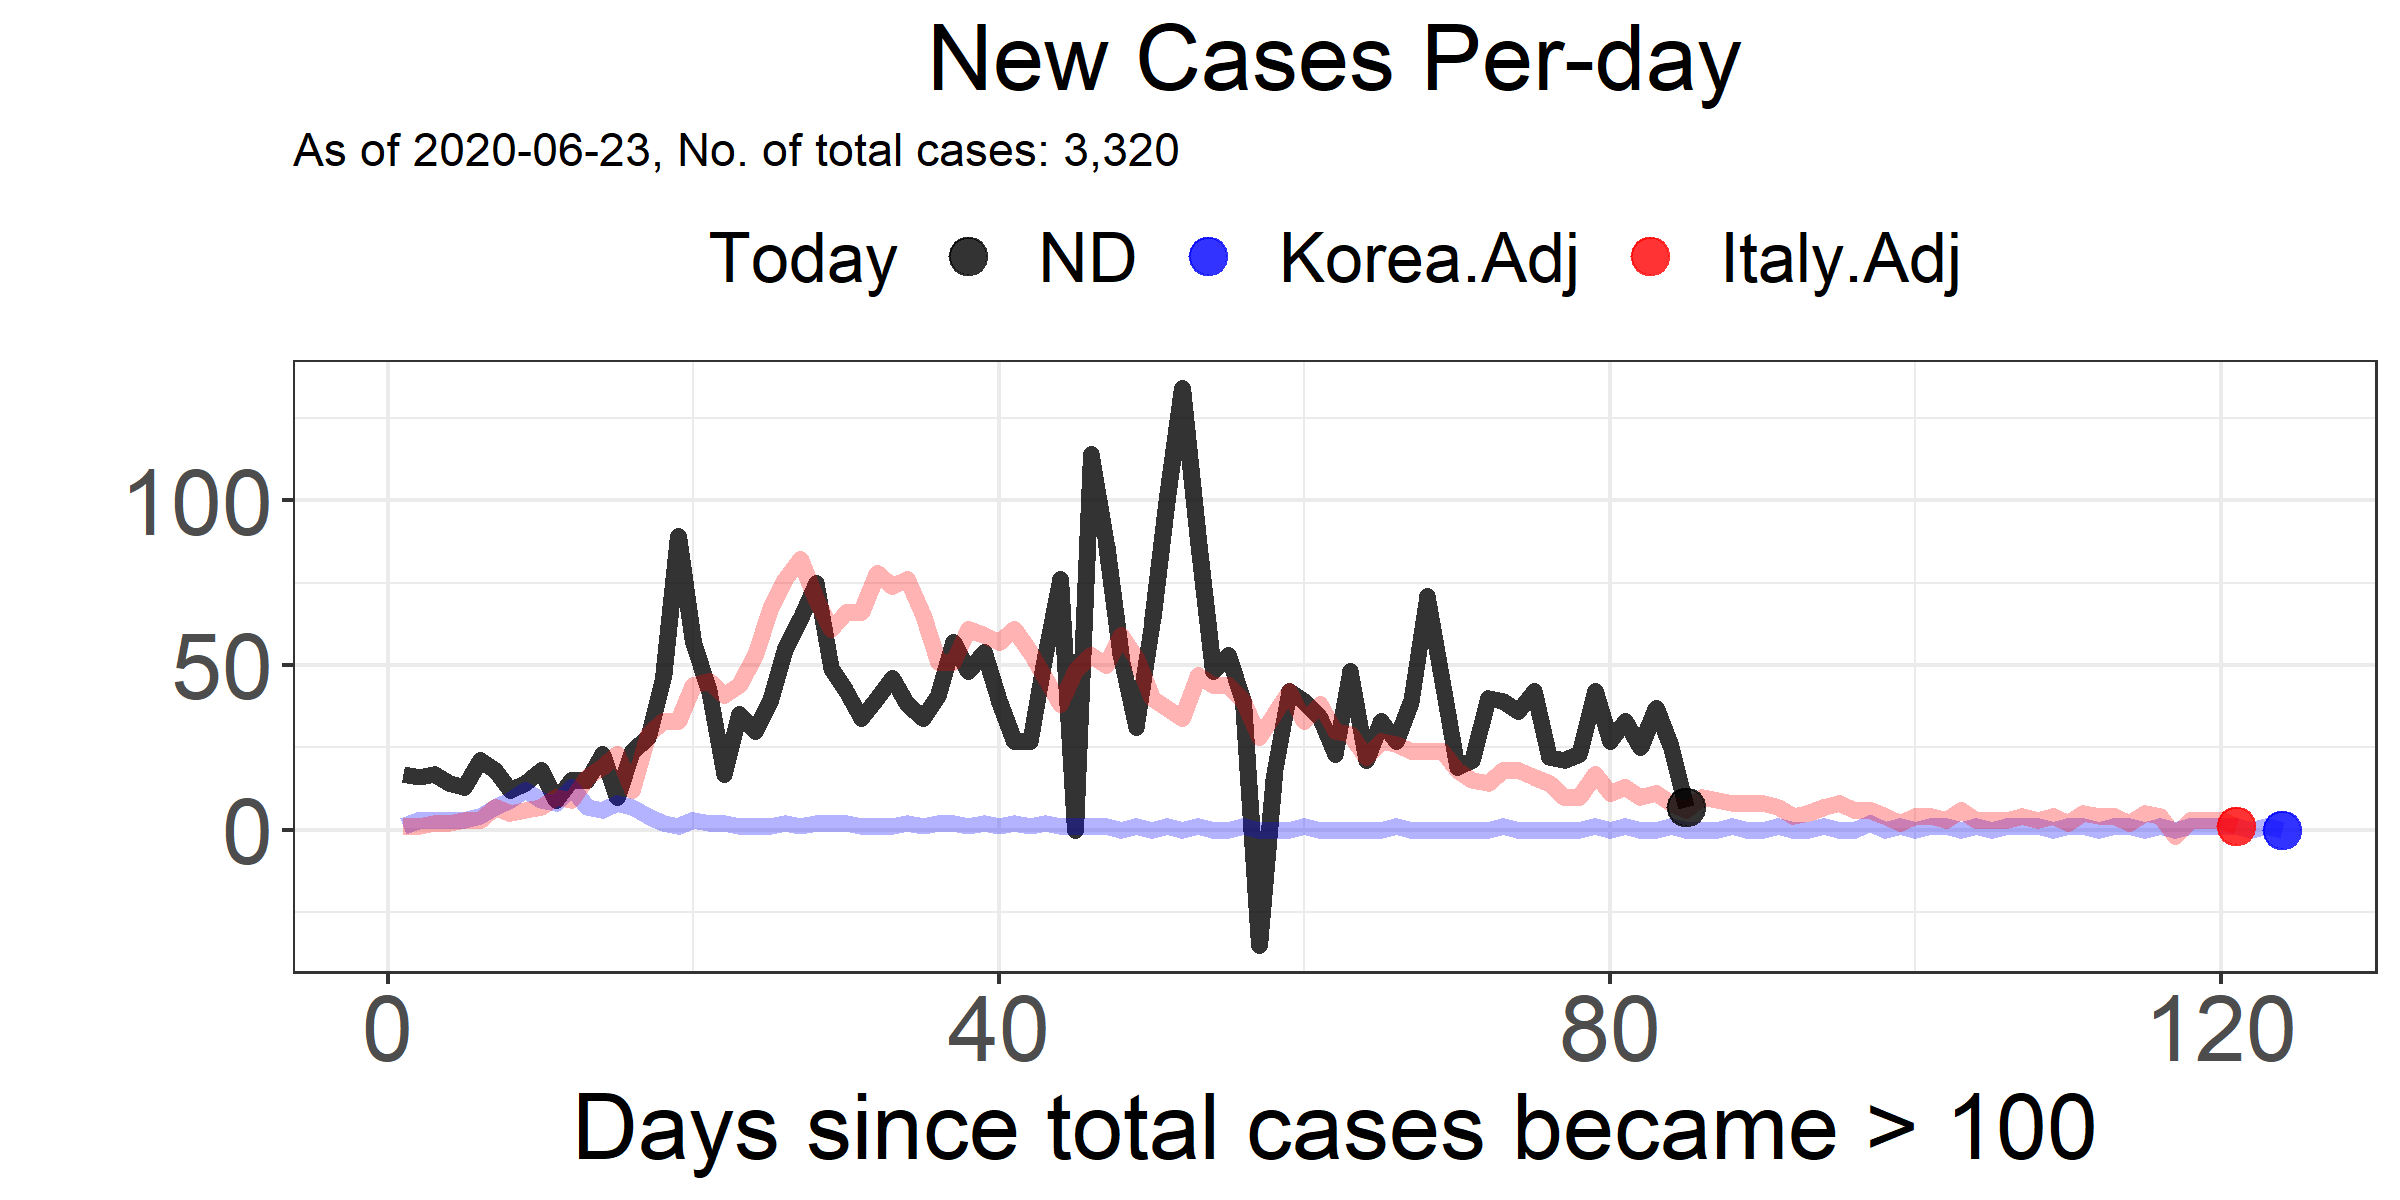 New Cases Per-day
As of 2020-06-23, No. of total cases: 3,320
Today ND Korea.Adj Italy.Adj
100
50
0
0 40 80 120
Days since total cases became > 100